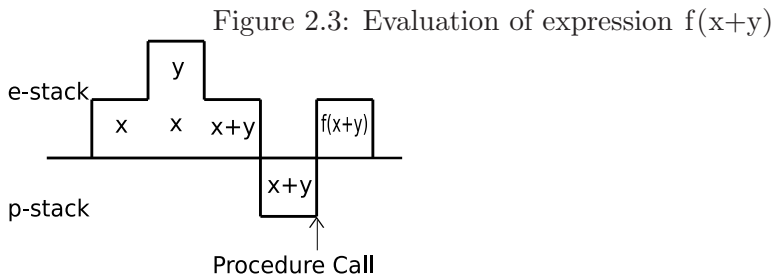 Figure 2.3: Evaluation of expression f(x+y)
y
e-stack
x x x+y f(x+y)
x+y
p-stack
Procedure Call